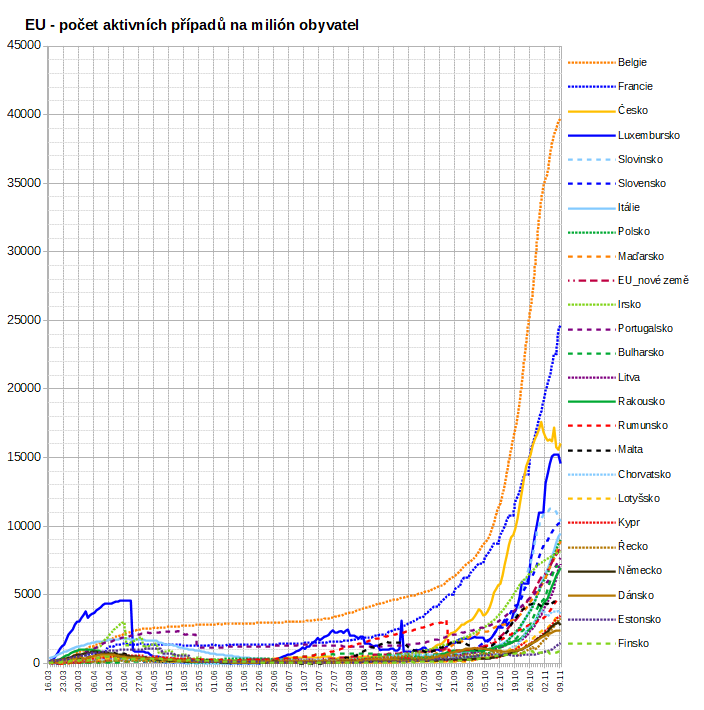 EU - počet aktivních případů na milión obyvatel
45000
40000
35000
30000
25000
20000
15000
10000
5000
0
16.03
23.03
30.03
06.04
13.04
20.04
27.04
04.05
11.05
18.05
25.05
01.06
08.06
15.06
22.06
29.06
06.07
13.07
20.07
27.07
03.08
10.08
17.08
24.08
31.08
07.09
14.09
21.09
28.09
05.10
12.10
19.10
26.10
02.11
09.11
Belgie
Francie
Česko
Luxembursko
Slovinsko
Slovensko
Itálie
Polsko
Maďarsko
EU_nové země
Irsko
Portugalsko
Bulharsko
Litva
Rakousko
Rumunsko
Malta
Chorvatsko
Lotyšsko
Kypr
Řecko
Německo
Dánsko
Estonsko
Finsko